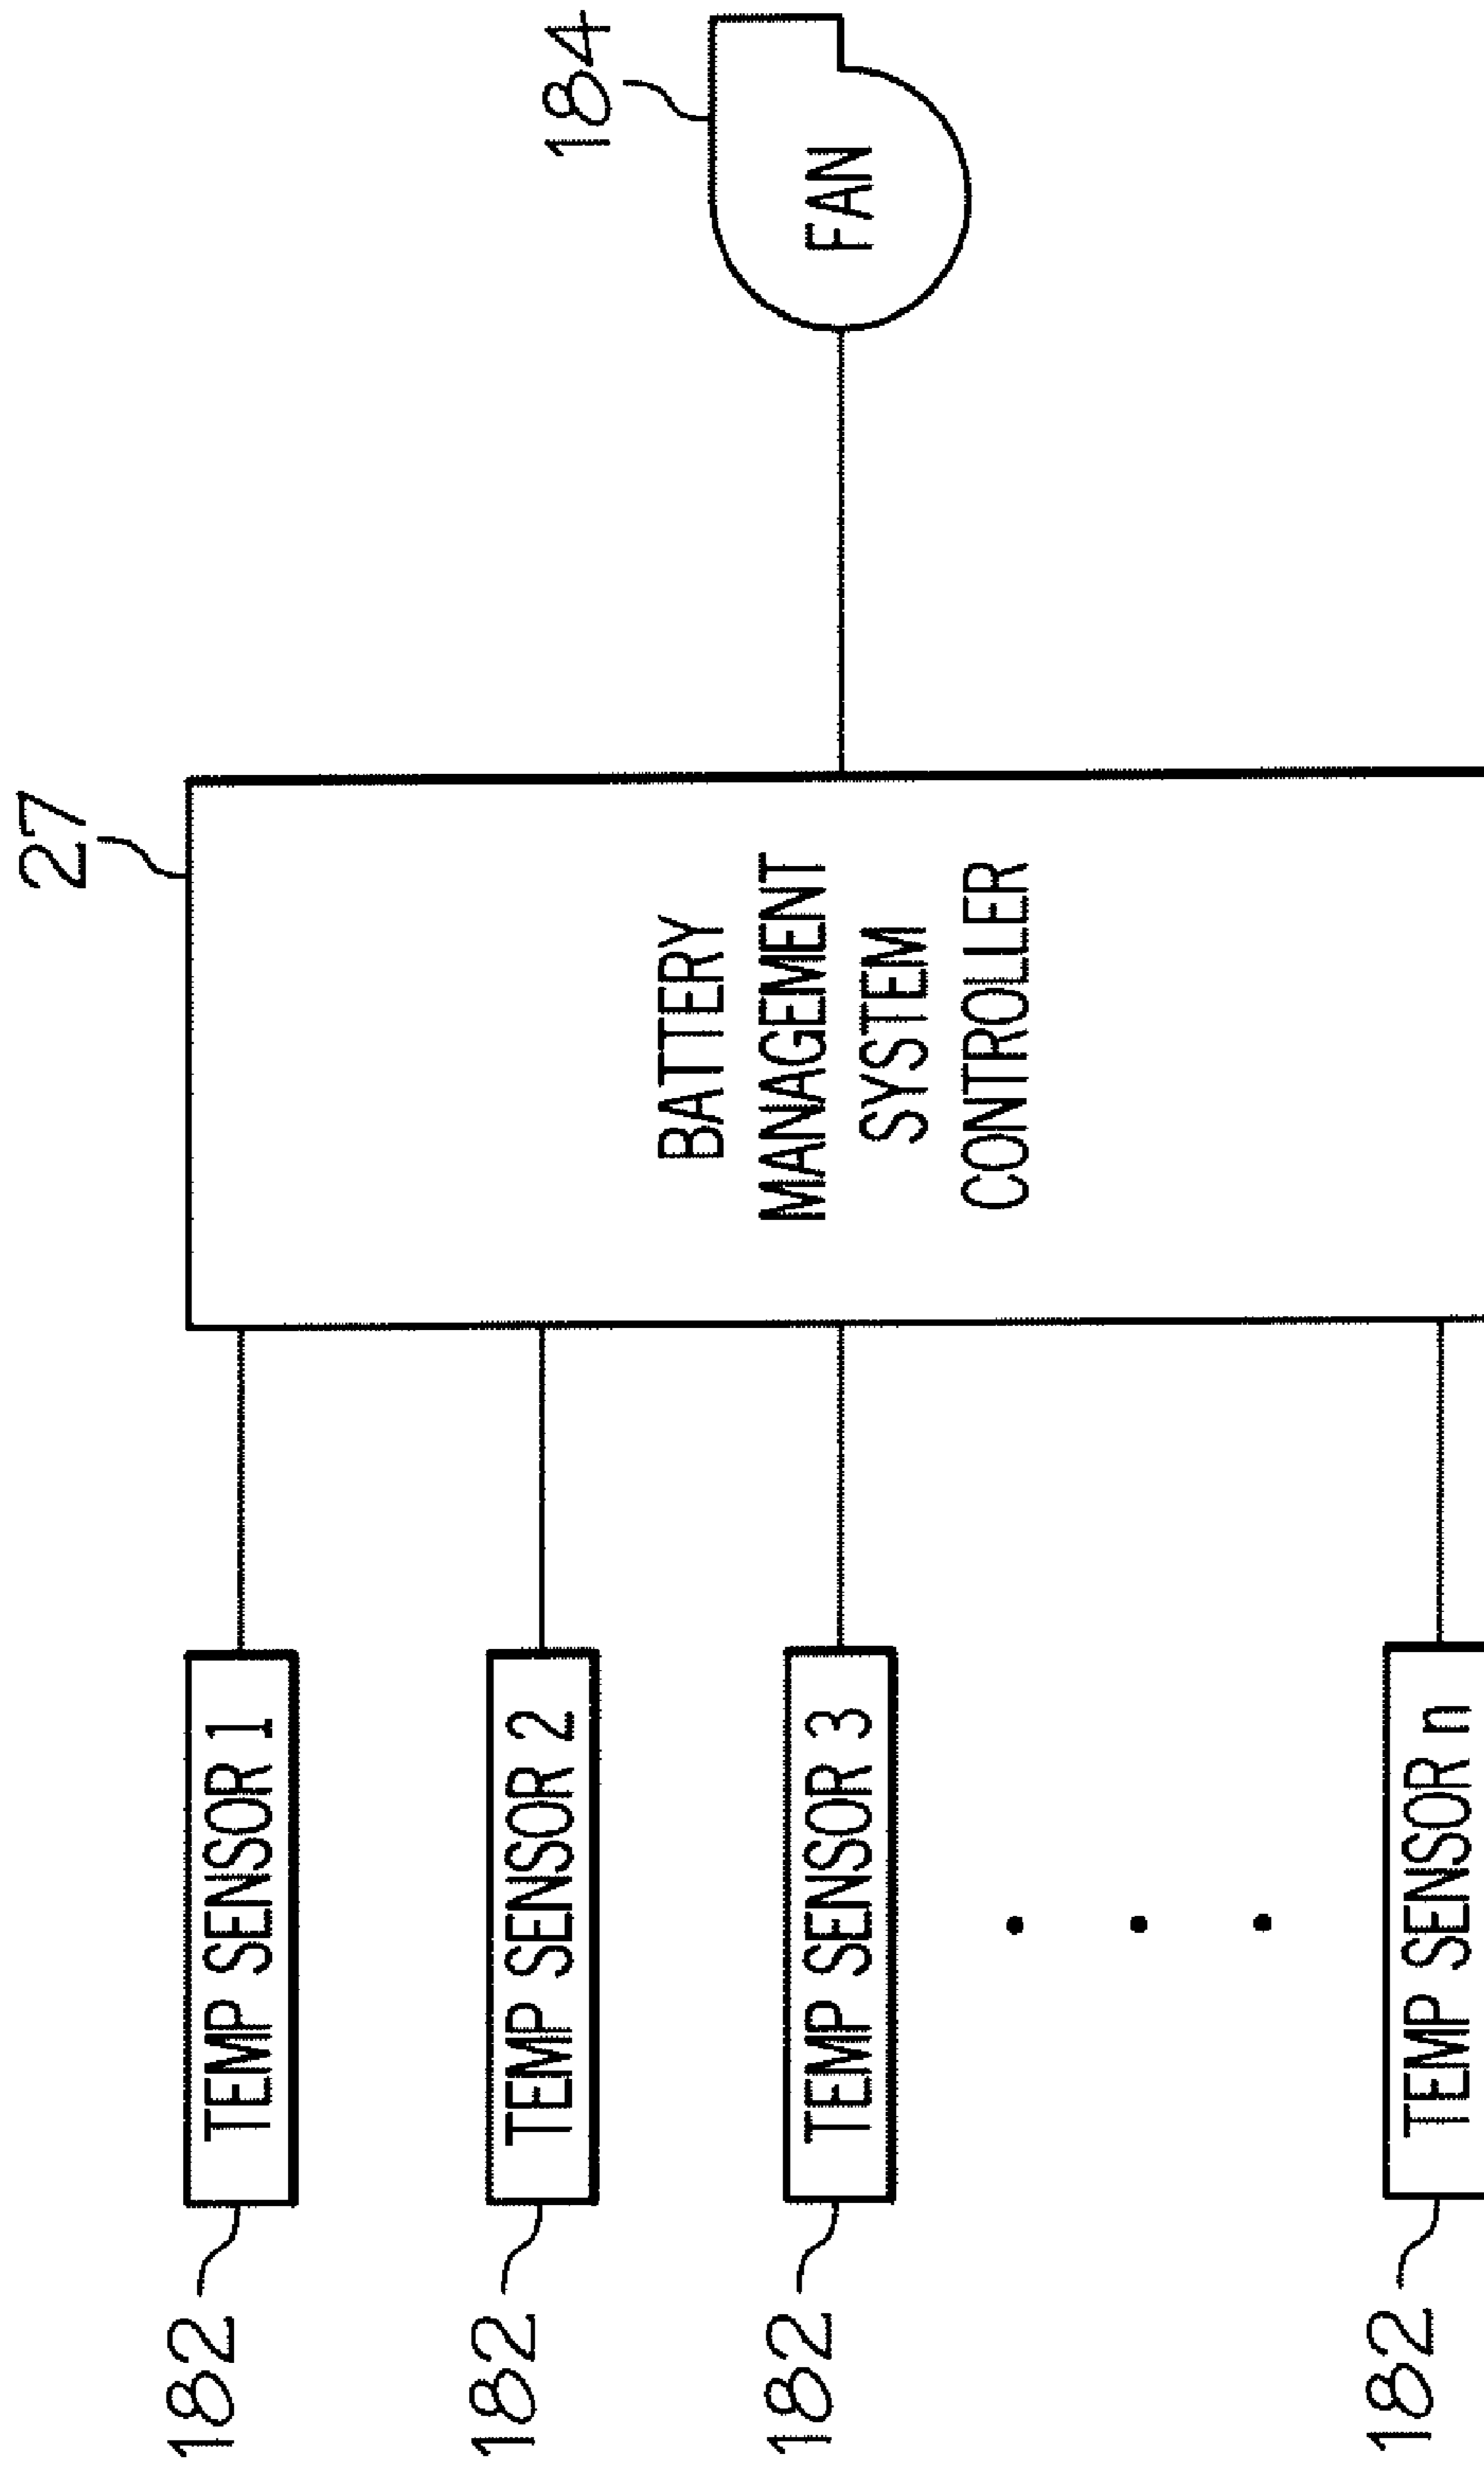 182
TEMP SENSOR 1
182
TEMP SENSOR 2
182
TEMP SENSOR 3
182
TEMP SENSOR n
27
BATTERY
MANAGEMENT
SYSTEM
CONTROLLER
184
FAN